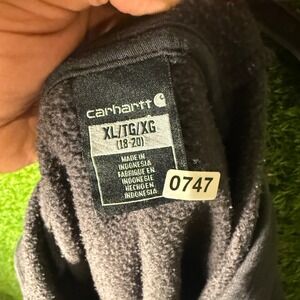 carhartt
XL/TG/XG
(18-20)
MADE IN
INDONESIA
FABRIQUÉ EN
INDONÉSIE
HECHO EN
INDONESIA
0747